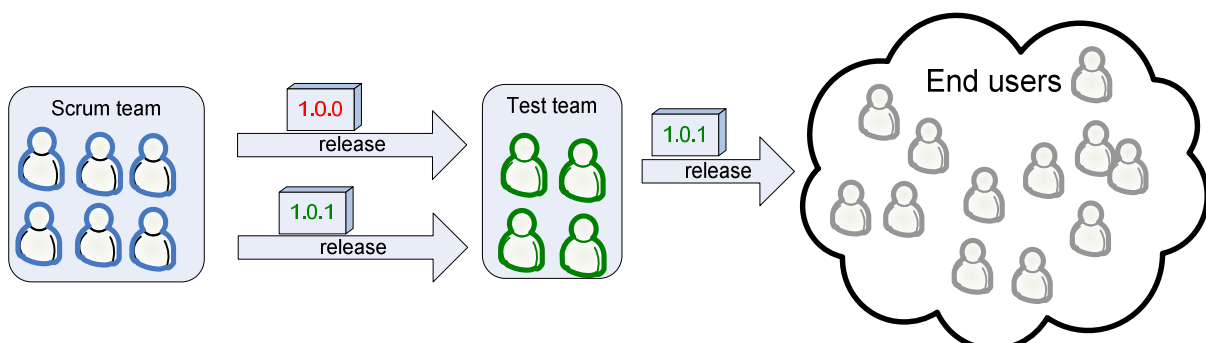 Scrum team
1.0.0
release
1.0.1
release
Test team
1.0.1
release
End users